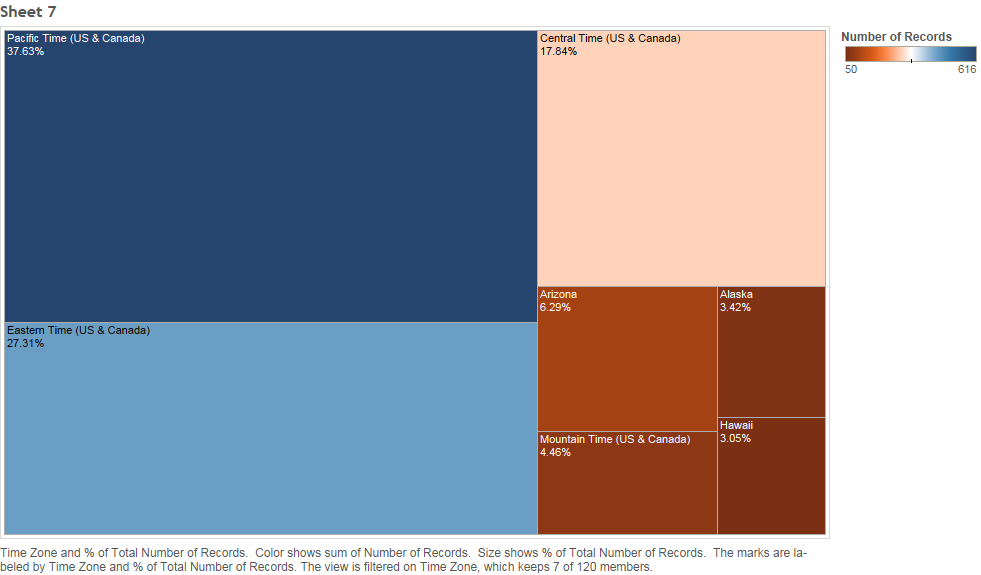 Sheet 7
Pacific Time (US & Canada)
37.63%
Central Time (US & Canada)
17.84%
Number of Records
50
616
Arizona
6.29%
Alaska
3.42%
Eastern Time (US & Canada)
27.31%
Hawaii
3.05%
Mountain Time (US & Canada)
4.46%
Time Zone and % of Total Number of Records.  Color shows sum of Number of Records.  Size shows % of Total Number of Records.  The marks are la-
beled by Time Zone and % of Total Number of Records. The view is filtered on Time Zone, which keeps 7 of 120 members.